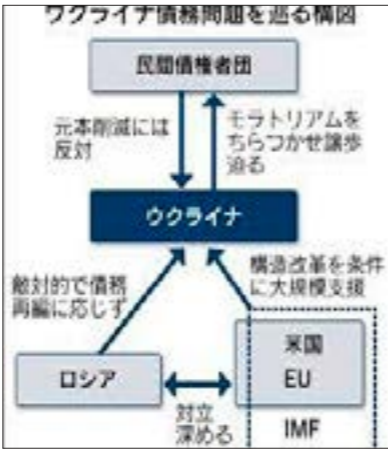 ウクライナ債務問題を巡る構図
民間債権者団
元本削減には
反対
モラトリアムを
ちらつかせ譲歩
迫る
ウクライナ
敵対的で債務
再編に応じず
構造改革を条件
に大規模支援
ロシア
対立
深める
米国
EU
IMF